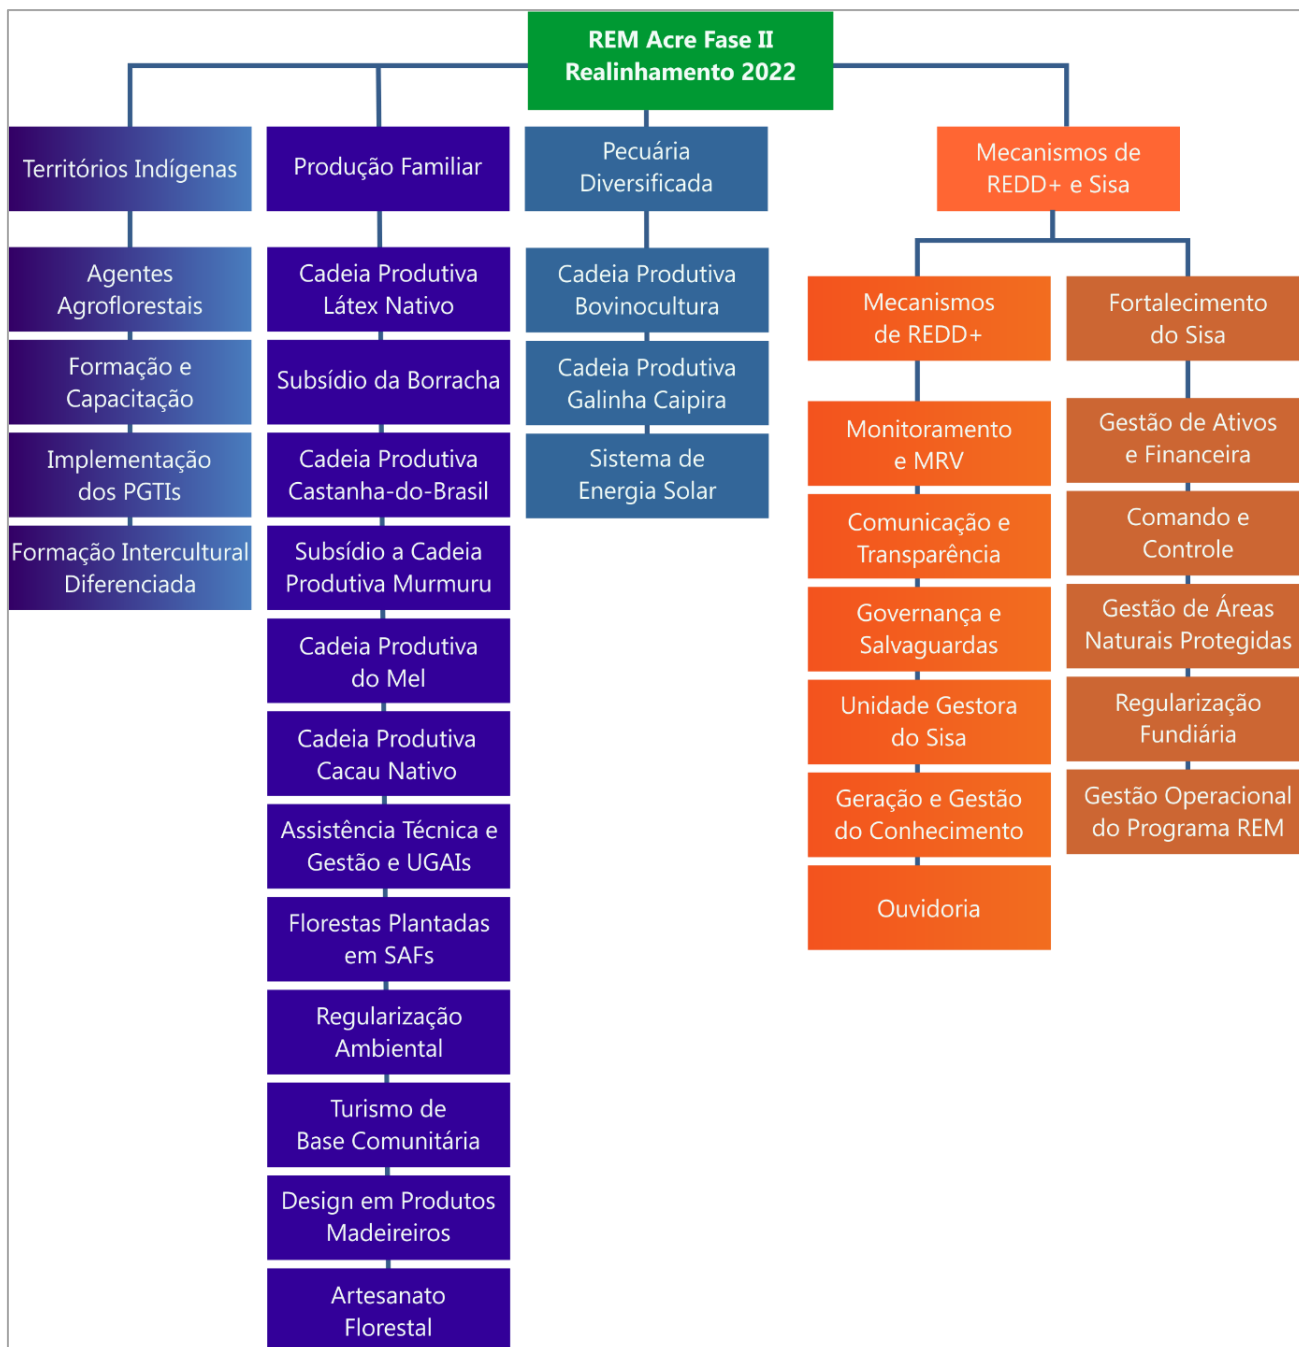 REM Acre Fase II
Realinhamento 2022
Territórios Indígenas
Agentes
Agroflorestais
Formação e
Capacitação
Implementação
dos PGTIs
Formação Intercultural
Diferenciada
Produção Familiar
Cadeia Produtiva
Látex Nativo
Subsídio da Borracha
Cadeia Produtiva
Castanha-do-Brasil
Subsídio a Cadeia
Produtiva Murmuru
Cadeia Produtiva
do Mel
Cadeia Produtiva
Cacau Nativo
Assistência Técnica e
Gestão e UGAIs
Florestas Plantadas
em SAFs
Regularização
Ambiental
Turismo de
Base Comunitária
Design em Produtos
Madeireiros
Artesanato
Florestal
Pecuária
Diversificada
Cadeia Produtiva
Bovinocultura
Cadeia Produtiva
Galinha Caipira
Sistema de
Energia Solar
Mecanismos de
REDD+ e Sisa
Mecanismos
de REDD+
Monitoramento
e MRV
Comunicação e
Transparência
Governança e
Salvaguardas
Unidade Gestora
do Sisa
Geração e Gestão
do Conhecimento
Ouvidoria
Fortalecimento
do Sisa
Gestão de Ativos
e Financeira
Comando e
Controle
Gestão de Áreas
Naturais Protegidas
Regularização
Fundiária
Gestão Operacional
do Programa REM